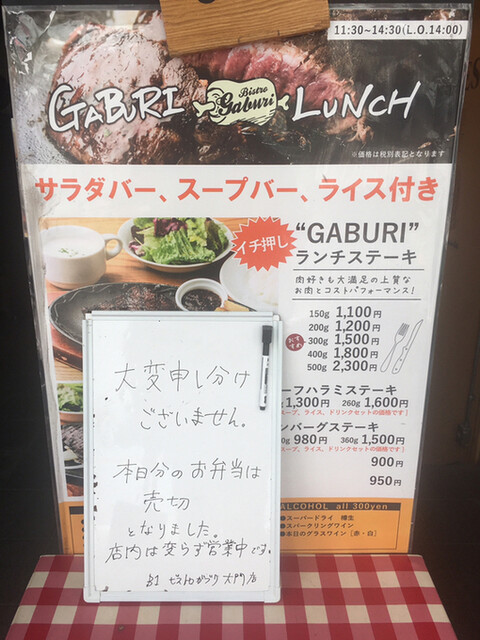 11:30~14:30(L.O.14:00)
GABURI Bistro Gaburi LUNCH
※価格は税別表記となります
サラダバー、スープバー、ライス付き
イチ押し
“GABURI”
ランチステーキ
肉好きも大満足の上質な
お肉とコストパフォーマンス!
150g 1,100円
200g 1,200円
おすすめ 300g 1,500円
400g 1,800円
500g 2,300円
ーフハラミステーキ
g 1,300円 260g 1,600円
スープ、ライス、ドリンクセットの価格です】
ンバーグステーキ
0g 980円 360g 1,500円
スープ、ライス、ドリンクセットの価格です】
900円
950円
ALCOHOL all 300yen
●スーパードライ 樽生
●スパークリングワイン
●本日のグラスワイン〔赤・白〕
大変申し分け
ございません。
本日分のお弁当は
売切
となりました。
店内は変らず営業中です。
大門店